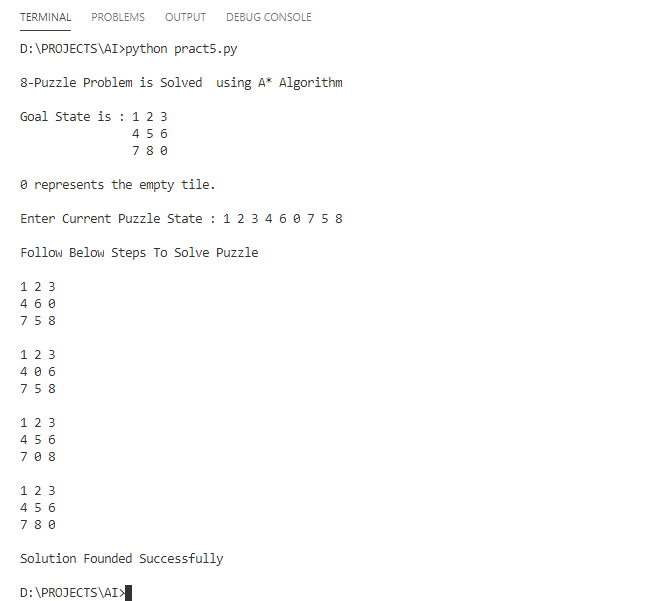 TERMINAL PROBLEMS OUTPUT DEBUG CONSOLE
D:\PROJECTS\AI>python pract5.py
8-Puzzle Problem is Solved  using A* Algorithm
Goal State is : 1 2 3
4 5 6
7 8 0
0 represents the empty tile.
Enter Current Puzzle State : 1 2 3 4 6 0 7 5 8
Follow Below Steps To Solve Puzzle
1 2 3
4 6 0
7 5 8
1 2 3
4 0 6
7 5 8
1 2 3
4 5 6
7 0 8
1 2 3
4 5 6
7 8 0
Solution Founded Successfully
D:\PROJECTS\AI>